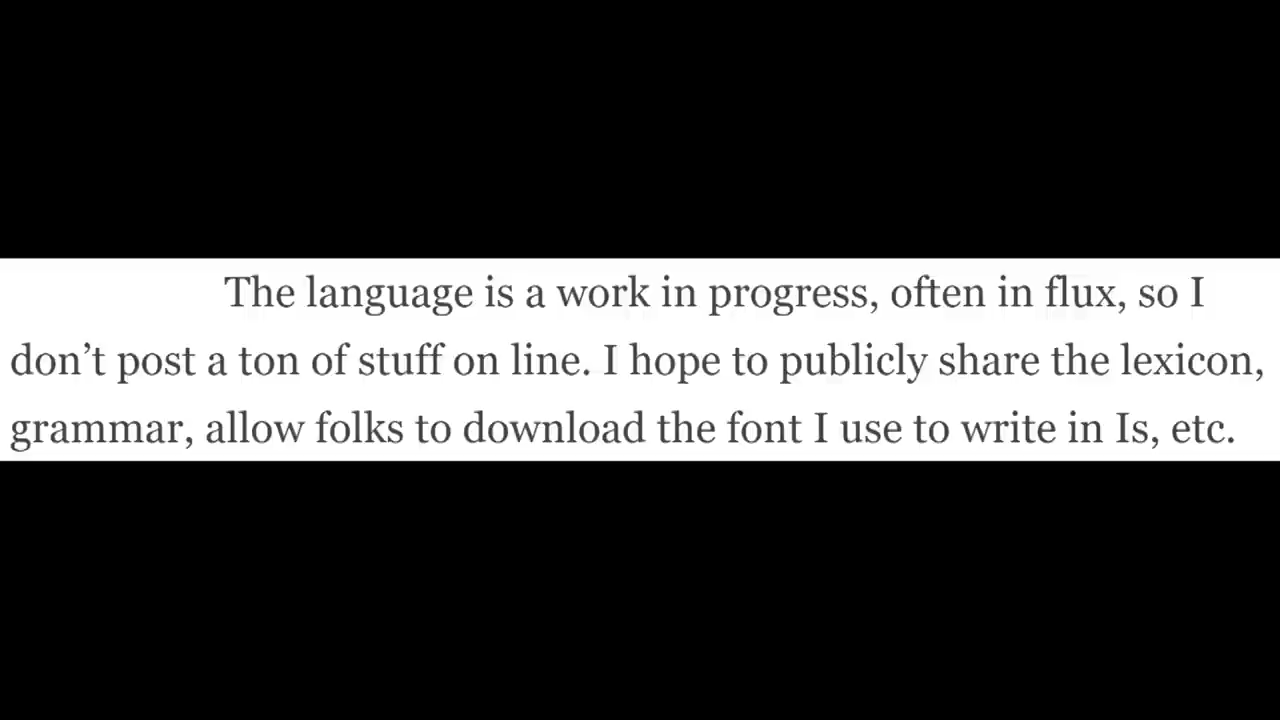 The language is a work in progress, often in flux, so I
don’t post a ton of stuff on line. I hope to publicly share the lexicon,
grammar, allow folks to download the font I use to write in Is, etc.